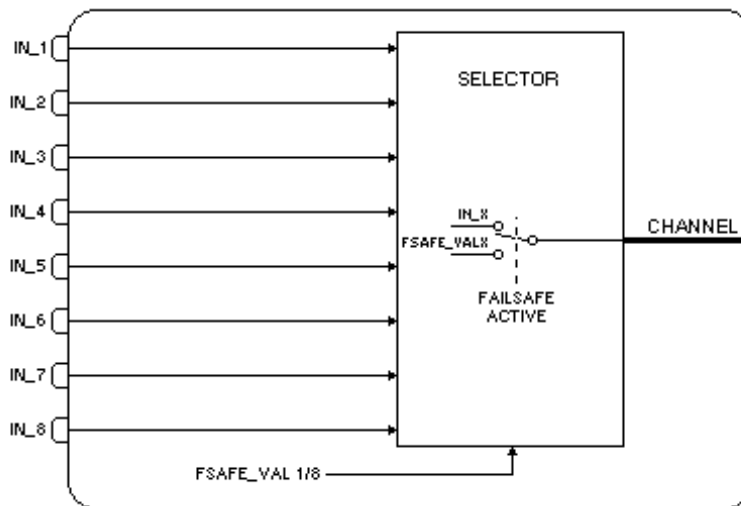 IN_1
SELECTOR
IN_2
IN_3
IN_4
IN_X
CHANNEL
FSAFE_VALX
IN_5
FAILSAFE
ACTIVE
IN_6
IN_7
IN_8
FSAFE_VAL 1/8